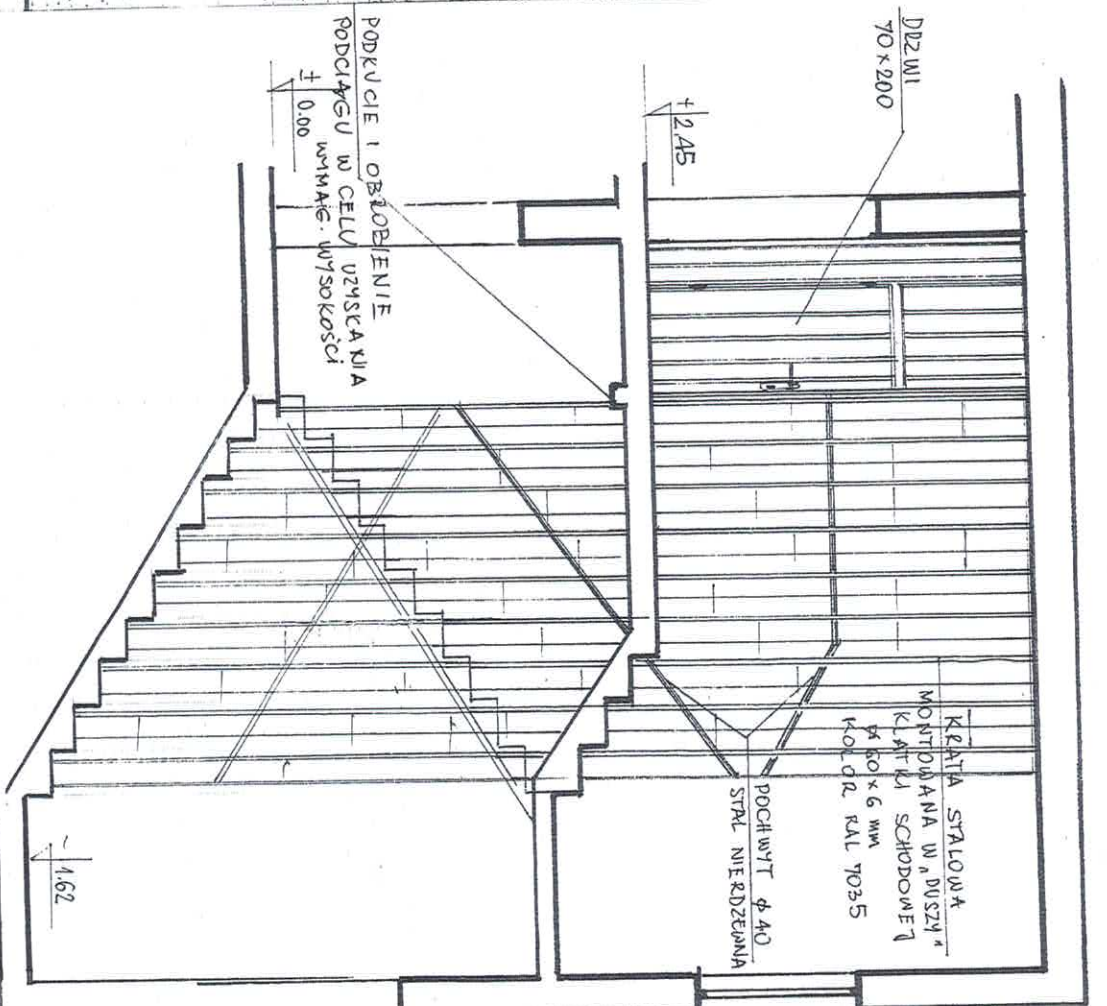 DRZWI
70 x 200
+ 2.45
PODKUCIE I OBROBIENIE
PODCIĄGU W CELU UZYSKANIA
WYMAG. WYSOKOŚCI
± 0.00
KRATA STALOWA
MONTOWANA W „DUSZY"
KLATKI SCHODOWEJ
60 x 6 mm
KOLOR RAL 7035
POCHWYT ϕ 40
STAL NIERDZEWNA
- 1.62